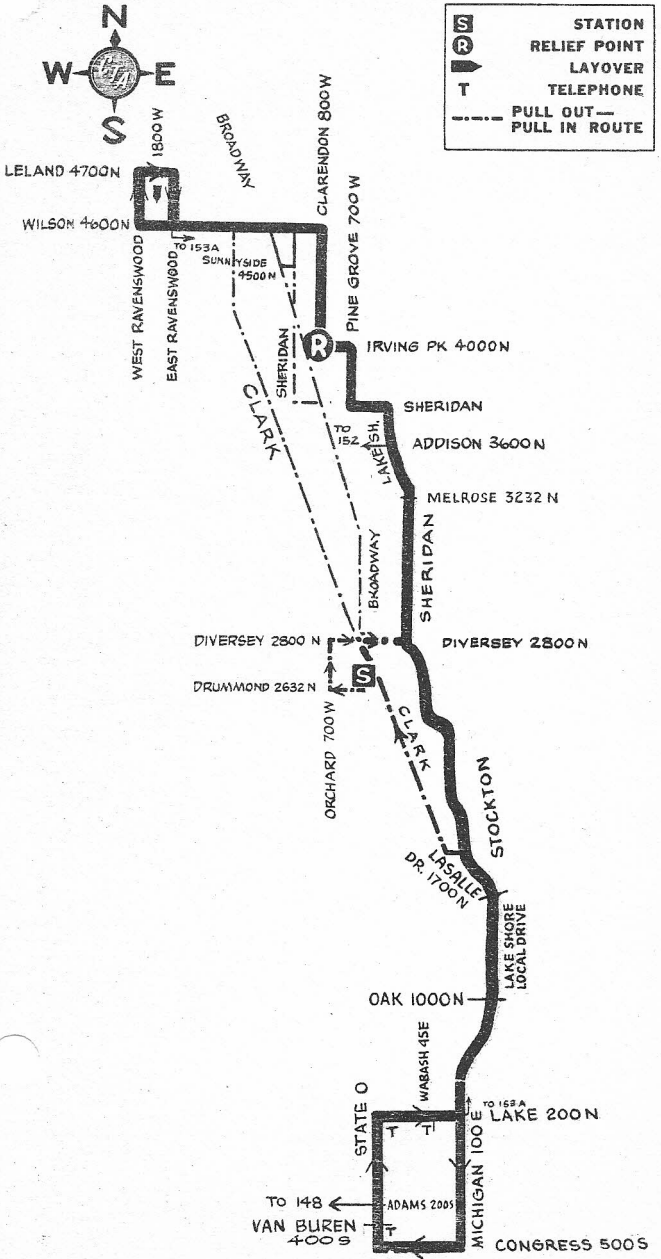 N
W
CTA
E
S
S STATION
R RELIEF POINT
LAYOVER
T TELEPHONE
PULL OUT—
PULL IN ROUTE
1800 W
BROADWAY
CLARENDON 800W
LELAND 4700N
PINE GROVE 700 W
WILSON 4600N
TO 153A
SUNNYSIDE
4500N
WEST RAVENSWOOD
EAST RAVENSWOOD
R
IRVING PK 4000N
SHERIDAN
SHERIDAN
CLARK
TO
152
LAKE SH.
ADDISON 3600N
MELROSE 3232 N
SHERIDAN
BROADWAY
DIVERSEY 2800 N
DIVERSEY 2800N
S
DRUMMOND 2632N
ORCHARD 700W
CLARK
STOCKTON
LASALLE
DR. 1700N
LAKE SHORE
LOCAL DRIVE
OAK 1000N
WABASH 45E
STATE 0
TO 153A
LAKE 200N
T
T
MICHIGAN 100E
TO 148
ADAMS 200S
VAN BUREN
400S
T
CONGRESS 500S